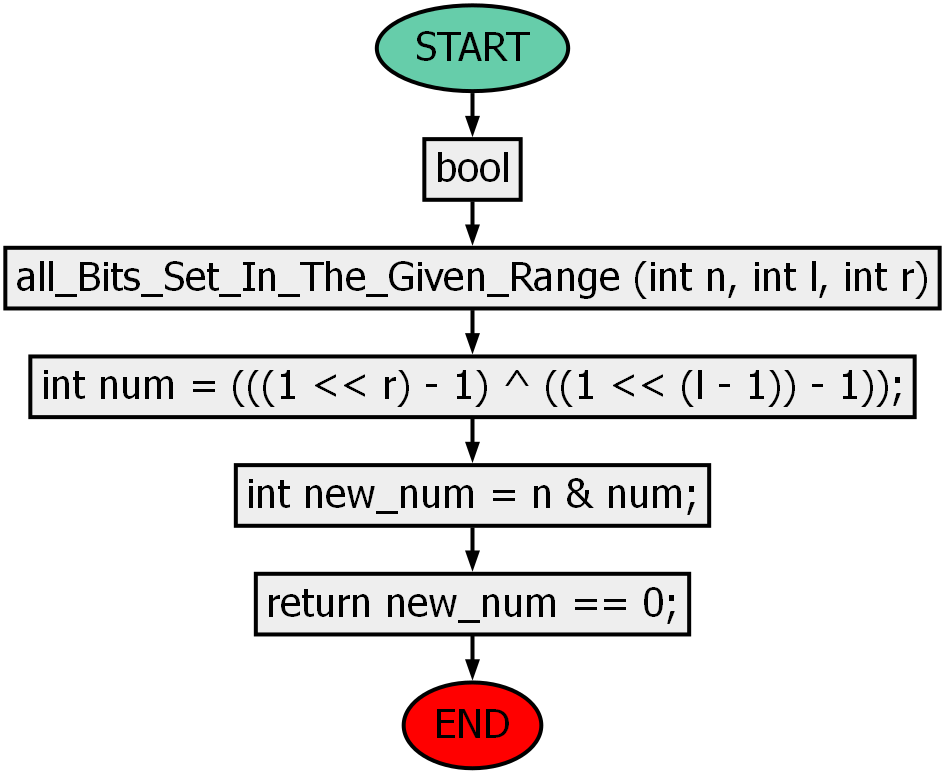 START
bool
all_Bits_Set_In_The_Given_Range (int n, int l, int r)
int num = (((1 << r) - 1) ^ ((1 << (l - 1)) - 1));
int new_num = n & num;
return new_num == 0;
END